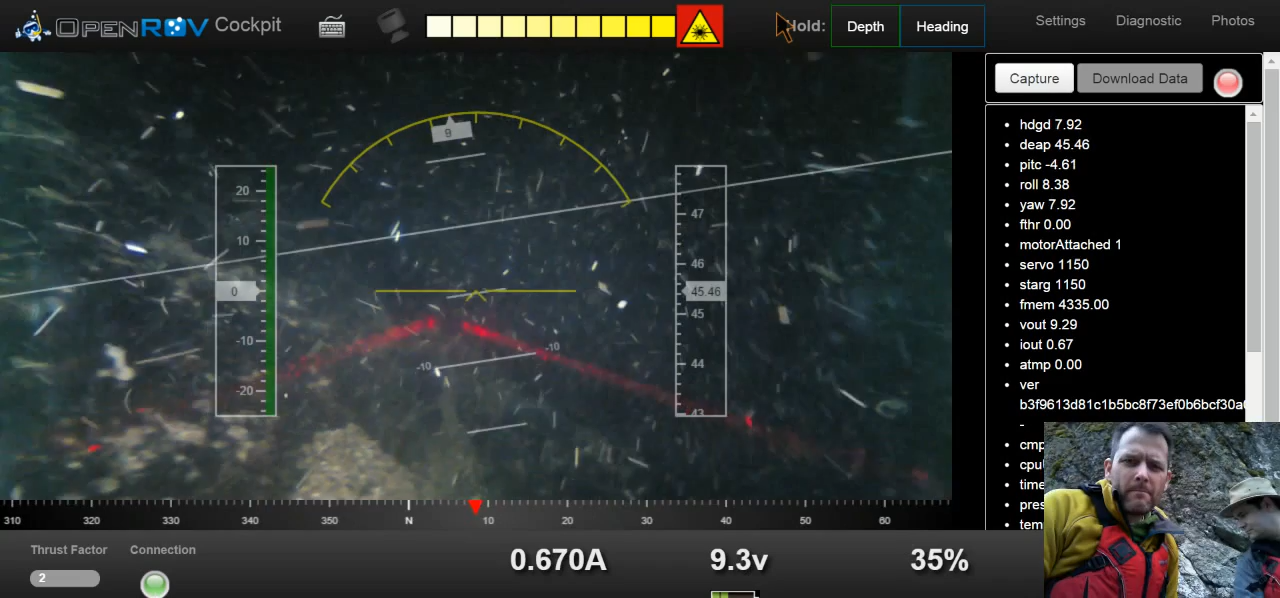 OPENROV Cockpit
Hold:
Depth
Heading
Settings
Diagnostic
Photos
Capture
Download Data
hdgd 7.92
deap 45.46
pitc -4.61
roll 8.38
yaw 7.92
fthr 0.00
motorAttached 1
servo 1150
starg 1150
fmem 4335.00
vout 9.29
iout 0.67
atmp 0.00
ver
-
cmp
time
pres
9
20
10
0
-10
-20
-10
-10
47
46
45.46
45
44
43
310
320
330
340
350
N
10
20
30
40
50
60
Thrust Factor
2
Connection
0.670A
9.3v
35%